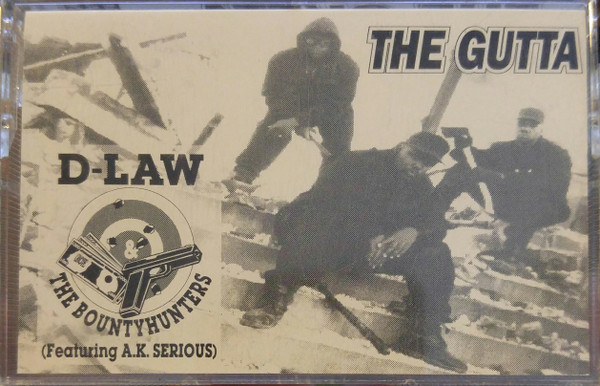 THE GUTTA
D-LAW
&
THE BOUNTYHUNTERS
(Featuring A.K. SERIOUS)